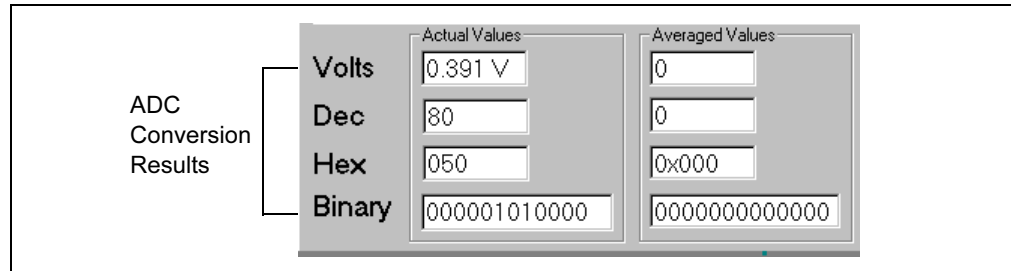 Actual Values Averaged Values
Volts 0.391 V 0
ADC
Conversion
Results
Dec 80 0
Hex 050 0x000
Binary 000001010000 0000000000000